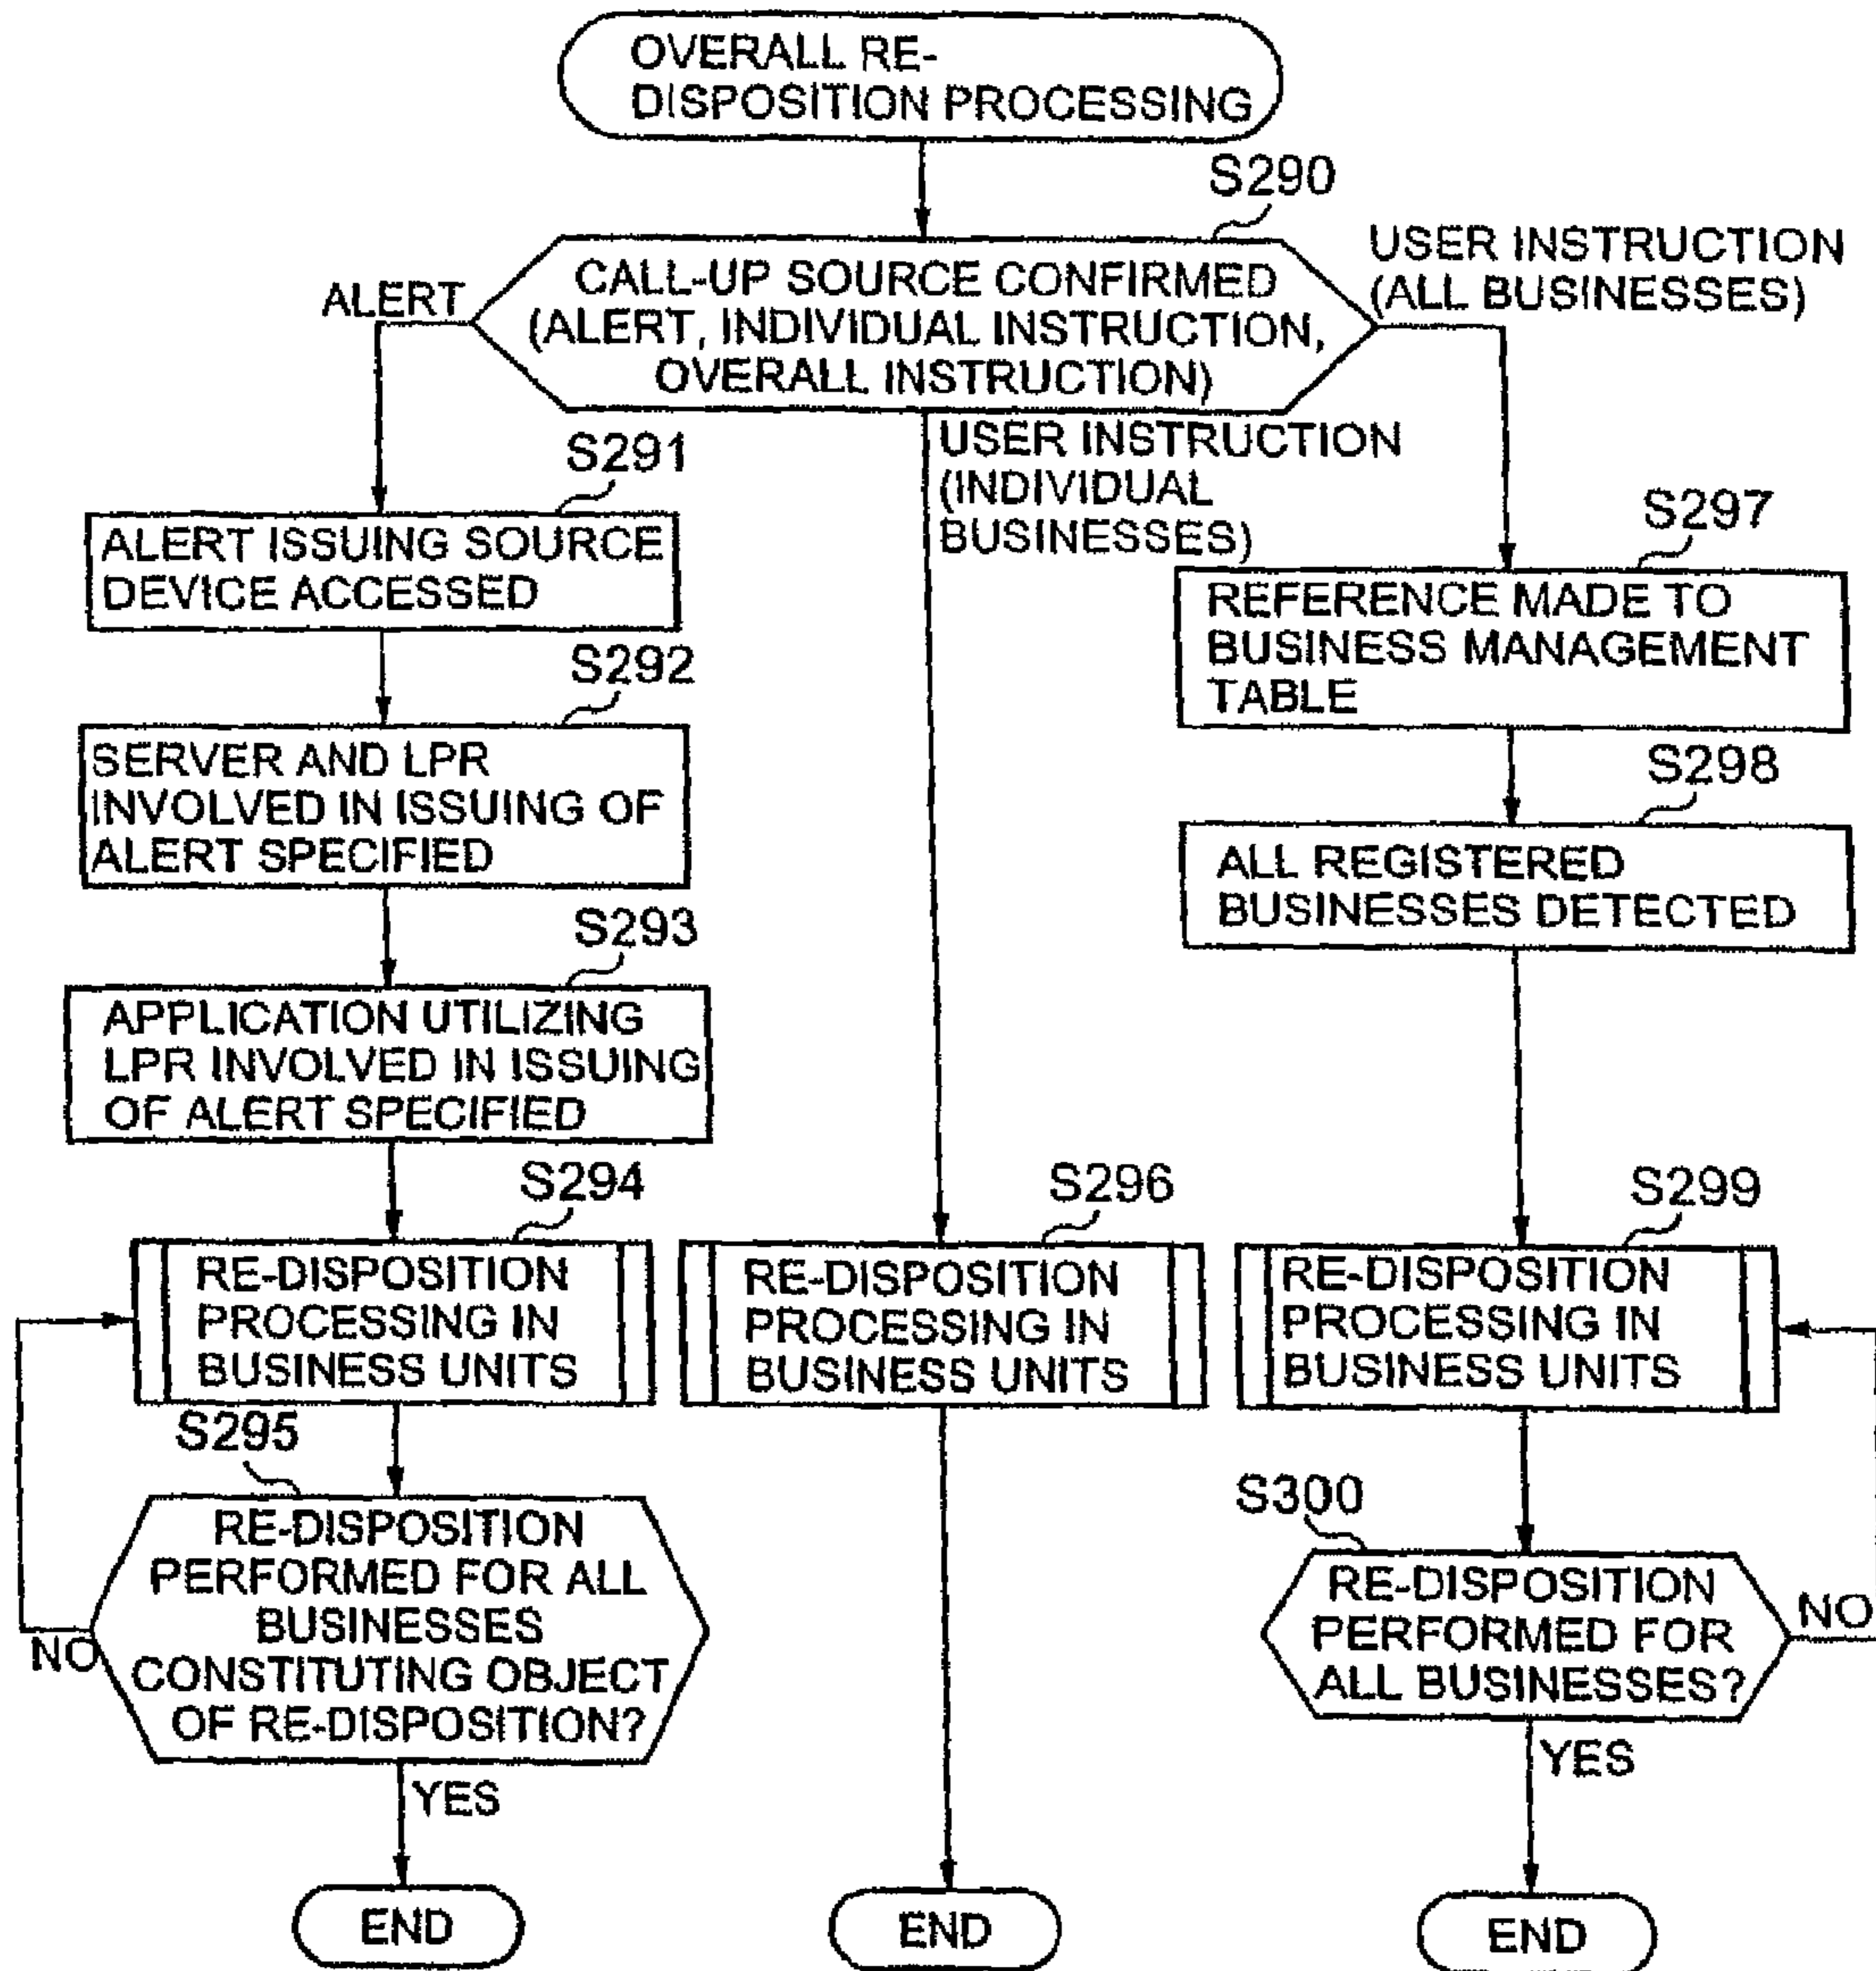 OVERALL RE-
DISPOSITION PROCESSING
S290
CALL-UP SOURCE CONFIRMED
(ALERT, INDIVIDUAL INSTRUCTION,
OVERALL INSTRUCTION)
ALERT
USER INSTRUCTION
(ALL BUSINESSES)
USER INSTRUCTION
(INDIVIDUAL
BUSINESSES)
S291
ALERT ISSUING SOURCE
DEVICE ACCESSED
S292
SERVER AND LPR
INVOLVED IN ISSUING OF
ALERT SPECIFIED
S293
APPLICATION UTILIZING
LPR INVOLVED IN ISSUING
OF ALERT SPECIFIED
S294
RE-DISPOSITION
PROCESSING IN
BUSINESS UNITS
S295
RE-DISPOSITION
PERFORMED FOR ALL
BUSINESSES
CONSTITUTING OBJECT
OF RE-DISPOSITION?
NO
YES
END
S296
RE-DISPOSITION
PROCESSING IN
BUSINESS UNITS
END
S297
REFERENCE MADE TO
BUSINESS MANAGEMENT
TABLE
S298
ALL REGISTERED
BUSINESSES DETECTED
S299
RE-DISPOSITION
PROCESSING IN
BUSINESS UNITS
S300
RE-DISPOSITION
PERFORMED FOR
ALL BUSINESSES?
NO
YES
END